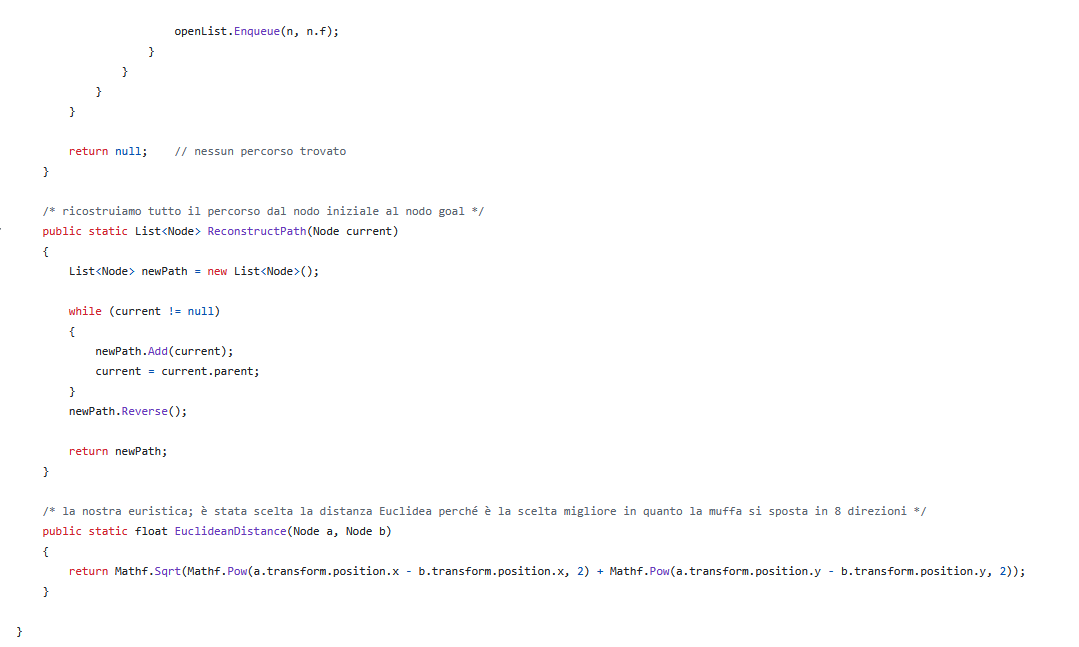 openList.Enqueue(n, n.f);
                    }
                }
            }
        }

        return null;    // nessun percorso trovato
    }

    /* ricostruiamo tutto il percorso dal nodo iniziale al nodo goal */
    public static List<Node> ReconstructPath(Node current)
    {
        List<Node> newPath = new List<Node>();

        while (current != null)
        {
            newPath.Add(current);
            current = current.parent;
        }
        newPath.Reverse();

        return newPath;
    }

    /* la nostra euristica; è stata scelta la distanza Euclidea perché è la scelta migliore in quanto la muffa si sposta in 8 direzioni */
    public static float EuclideanDistance(Node a, Node b)
    {
        return Mathf.Sqrt(Mathf.Pow(a.transform.position.x - b.transform.position.x, 2) + Mathf.Pow(a.transform.position.y - b.transform.position.y, 2));
    }

}